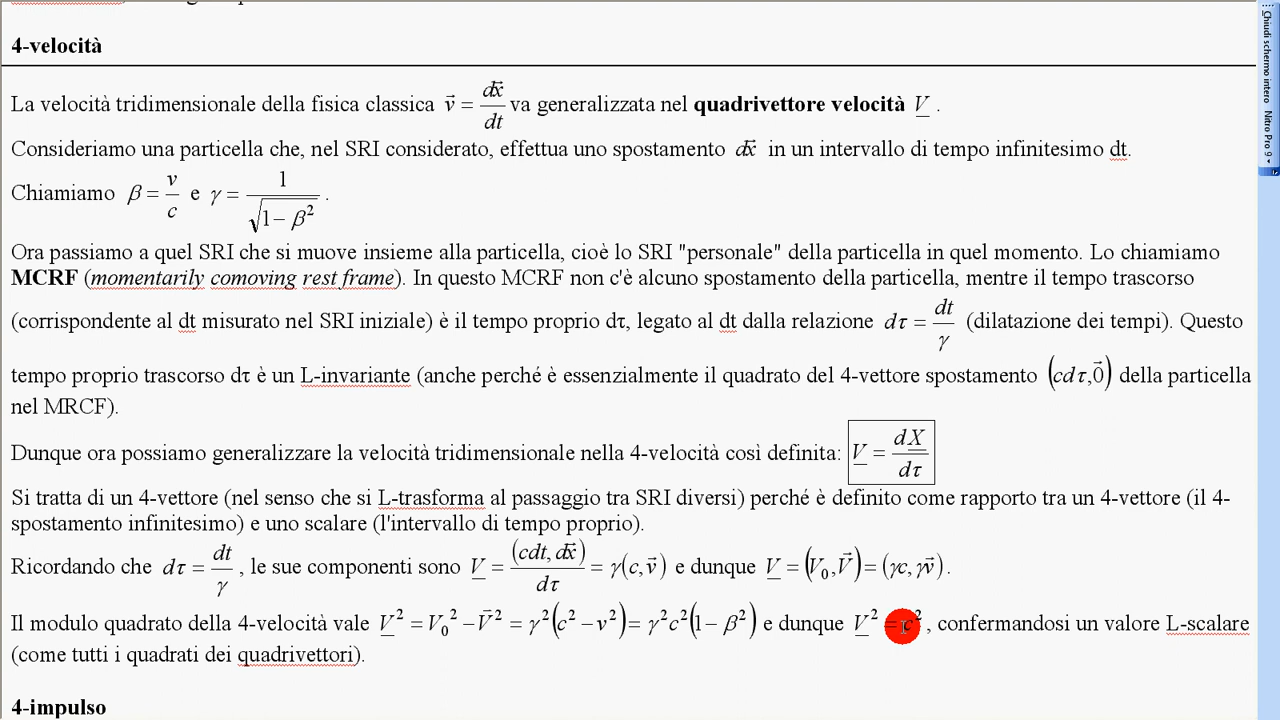 4-velocità
La velocità tridimensionale della fisica classica v⃗ = dx⃗/dt va generalizzata nel quadrivettore velocità V .
Consideriamo una particella che, nel SRI considerato, effettua uno spostamento dx⃗ in un intervallo di tempo infinitesimo dt.
Chiamiamo β = v/c e γ = 1/√(1−β²) .
Ora passiamo a quel SRI che si muove insieme alla particella, cioè lo SRI "personale" della particella in quel momento. Lo chiamiamo
MCRF (momentarily comoving rest frame). In questo MCRF non c'è alcuno spostamento della particella, mentre il tempo trascorso
(corrispondente al dt misurato nel SRI iniziale) è il tempo proprio dτ, legato al dt dalla relazione dτ = dt/γ (dilatazione dei tempi). Questo
tempo proprio trascorso dτ è un L-invariante (anche perché è essenzialmente il quadrato del 4-vettore spostamento (cdτ,0⃗) della particella
nel MRCF).
Dunque ora possiamo generalizzare la velocità tridimensionale nella 4-velocità così definita: V = dX/dτ
Si tratta di un 4-vettore (nel senso che si L-trasforma al passaggio tra SRI diversi) perché è definito come rapporto tra un 4-vettore (il 4-
spostamento infinitesimo) e uno scalare (l'intervallo di tempo proprio).
Ricordando che dτ = dt/γ , le sue componenti sono V = (cdt, dx⃗)/dτ = γ(c, v⃗) e dunque V = (V₀, V⃗) = (γc, γv⃗) .
Il modulo quadrato della 4-velocità vale V² = V₀² − V⃗² = γ²(c² − v²) = γ²c²(1 − β²) e dunque V² = c² , confermandosi un valore L-scalare
(come tutti i quadrati dei quadrivettori).
4-impulso
Chiudi schermo intero Nitro Pro 9